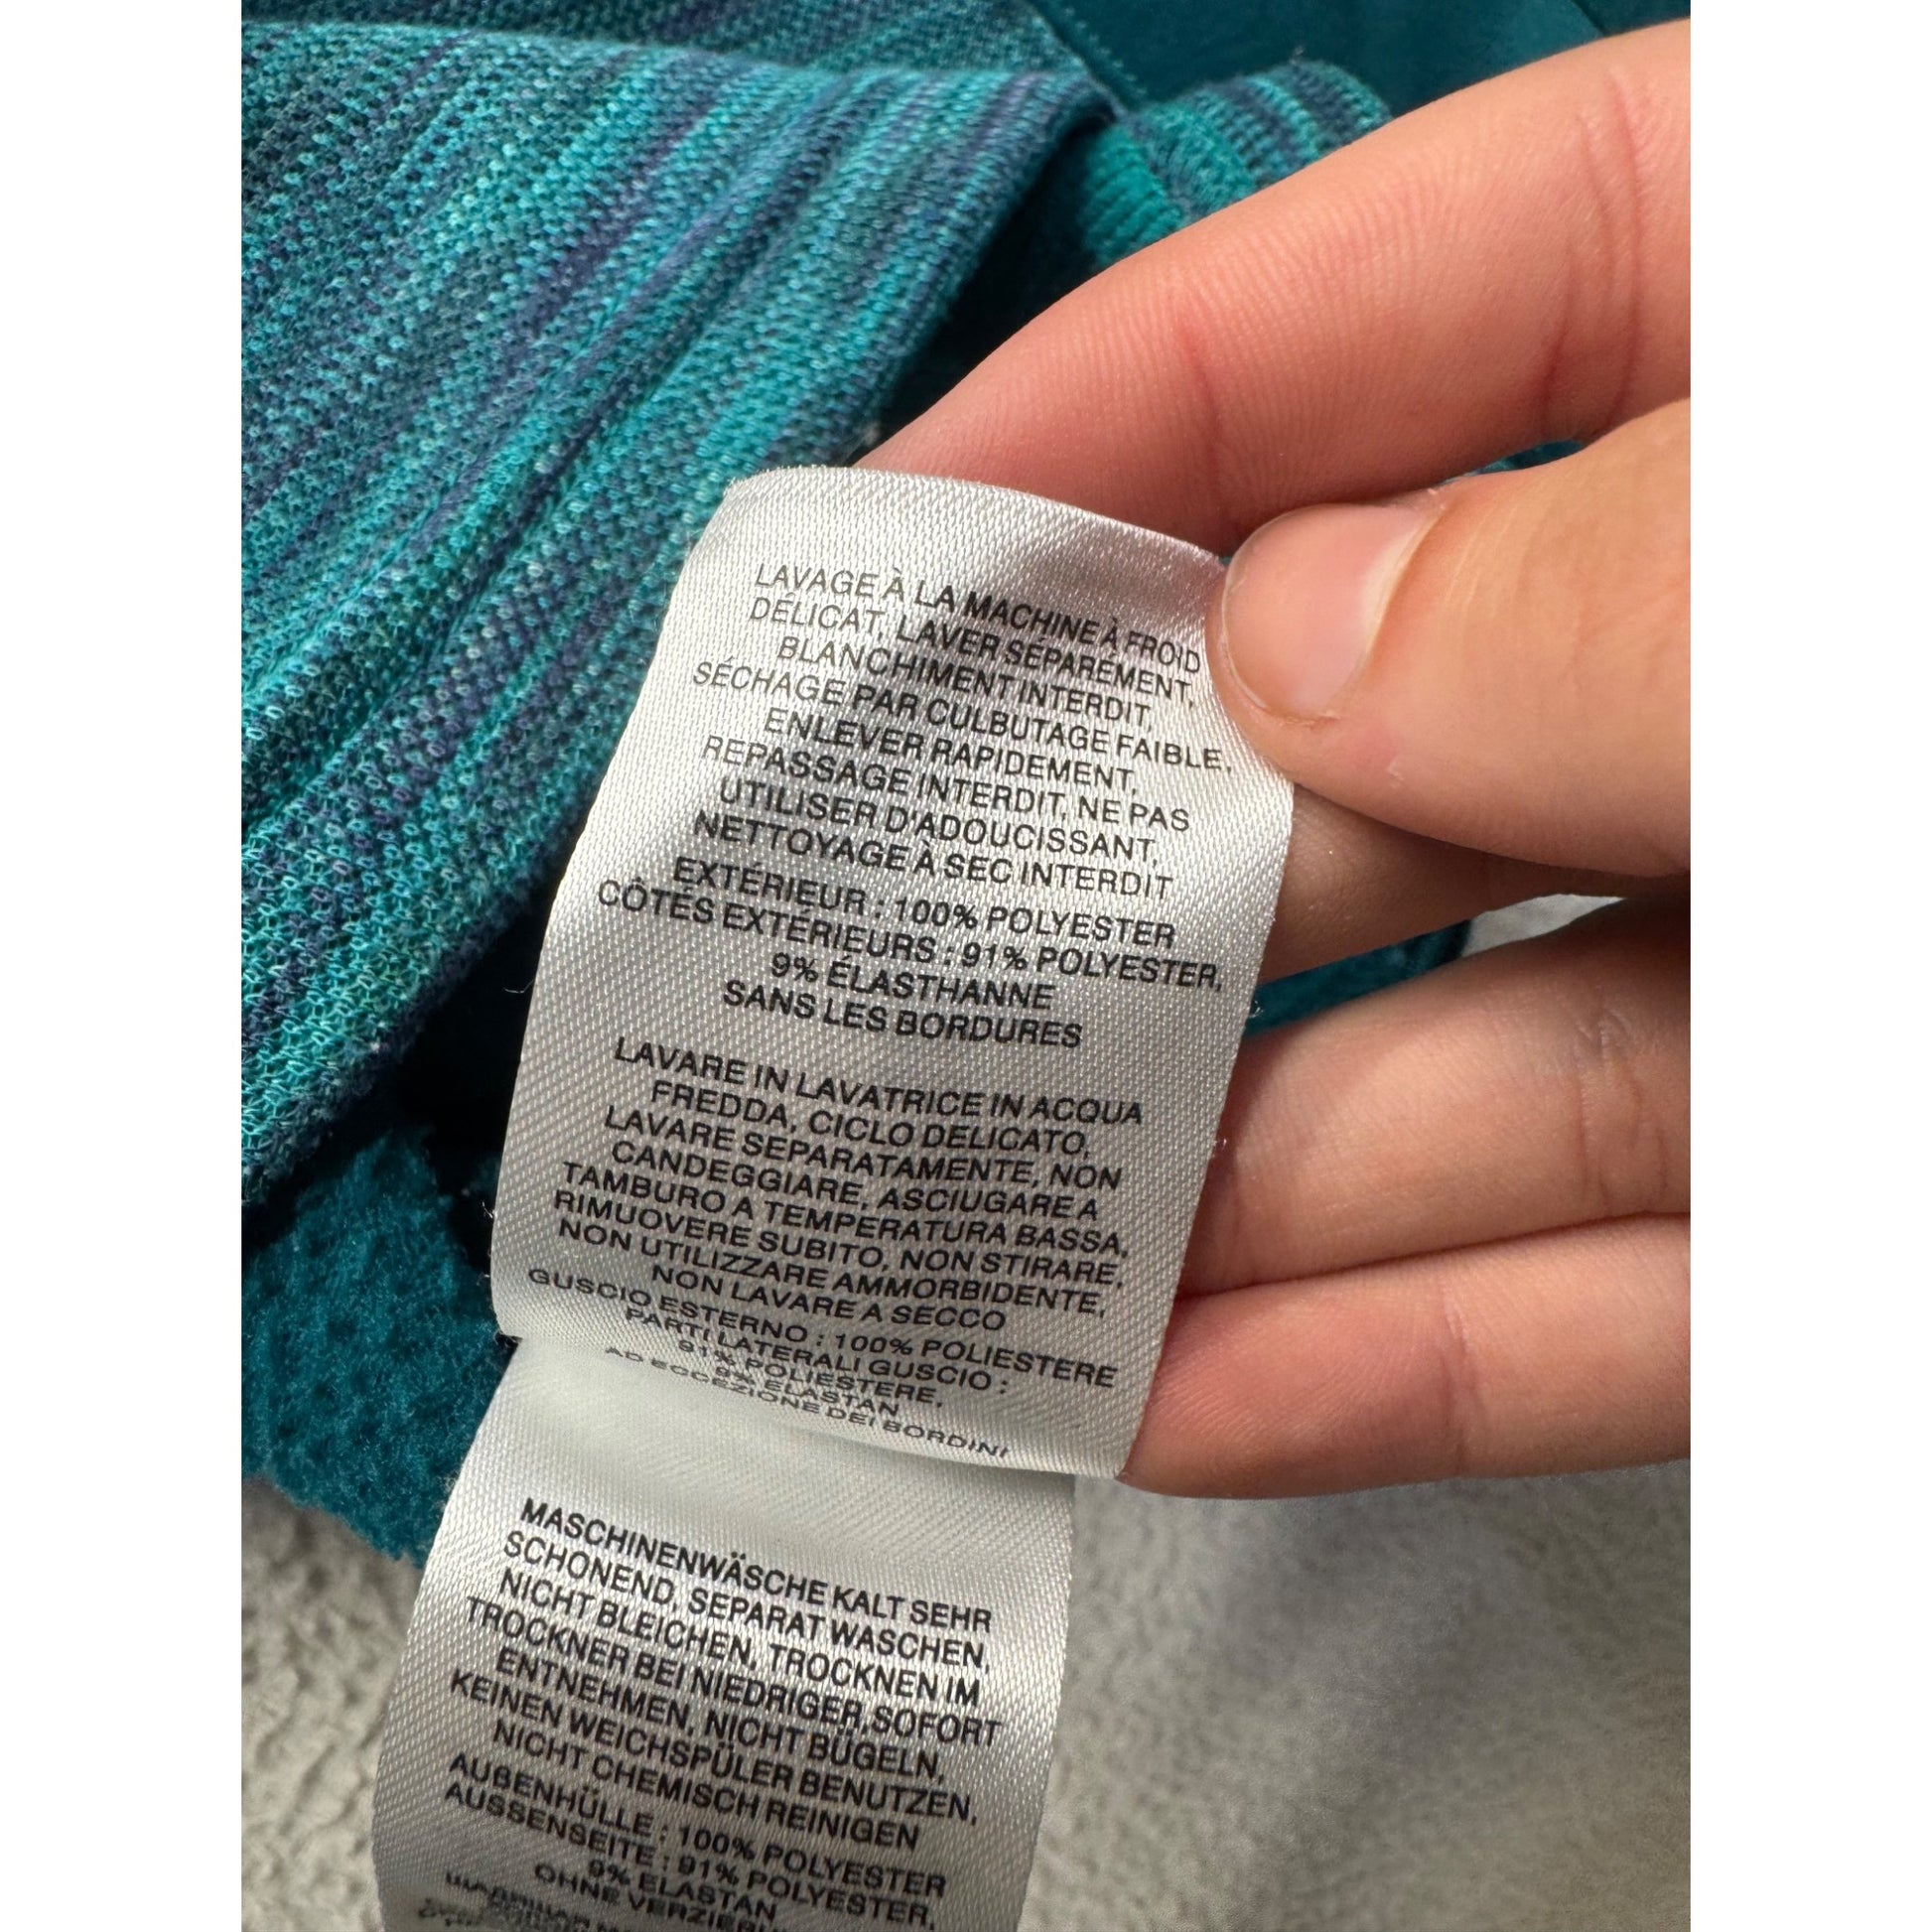 LAVAGE À LA MACHINE À FROID
DÉLICAT, LAVER SÉPARÉMENT,
BLANCHIMENT INTERDIT,
SÉCHAGE PAR CULBUTAGE FAIBLE,
ENLEVER RAPIDEMENT,
REPASSAGE INTERDIT, NE PAS
UTILISER D'ADOUCISSANT,
NETTOYAGE À SEC INTERDIT
EXTÉRIEUR : 100% POLYESTER
CÔTÉS EXTÉRIEURS : 91% POLYESTER,
9% ÉLASTHANNE
SANS LES BORDURES
LAVARE IN LAVATRICE IN ACQUA
FREDDA, CICLO DELICATO,
LAVARE SEPARATAMENTE, NON
CANDEGGIARE, ASCIUGARE A
TAMBURO A TEMPERATURA BASSA,
RIMUOVERE SUBITO, NON STIRARE,
NON UTILIZZARE AMMORBIDENTE,
NON LAVARE A SECCO
GUSCIO ESTERNO : 100% POLIESTERE
PARTI LATERALI GUSCIO :
91% POLIESTERE,
9% ELASTAN
AD ECCEZIONE DEI BORDINI
MASCHINENWÄSCHE KALT SEHR
SCHONEND, SEPARAT WASCHEN,
NICHT BLEICHEN, TROCKNEN IM
TROCKNER BEI NIEDRIGER,SOFORT
ENTNEHMEN, NICHT BÜGELN,
KEINEN WEICHSPÜLER BENUTZEN,
NICHT CHEMISCH REINIGEN
AUßENHÜLLE : 100% POLYESTER
AUSSENSEITE : 91% POLYESTER,
9% ELASTAN
OHNE